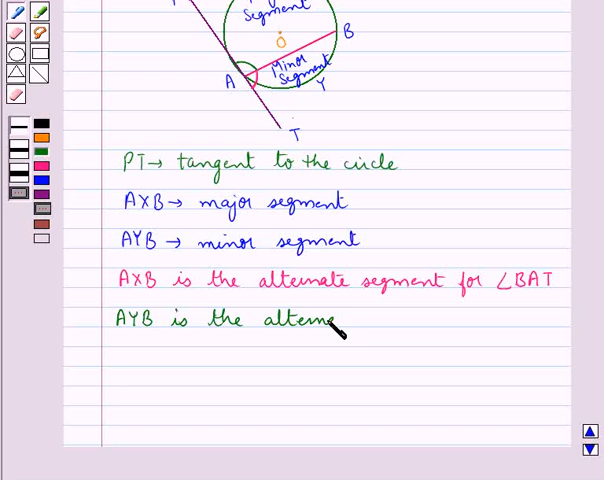 Segment
B
O
Minor
Segment
A
Y
T
PT → tangent to the circle
AXB → major segment
AYB → minor segment
AXB is the alternate segment for ∠BAT
AYB is the alterna